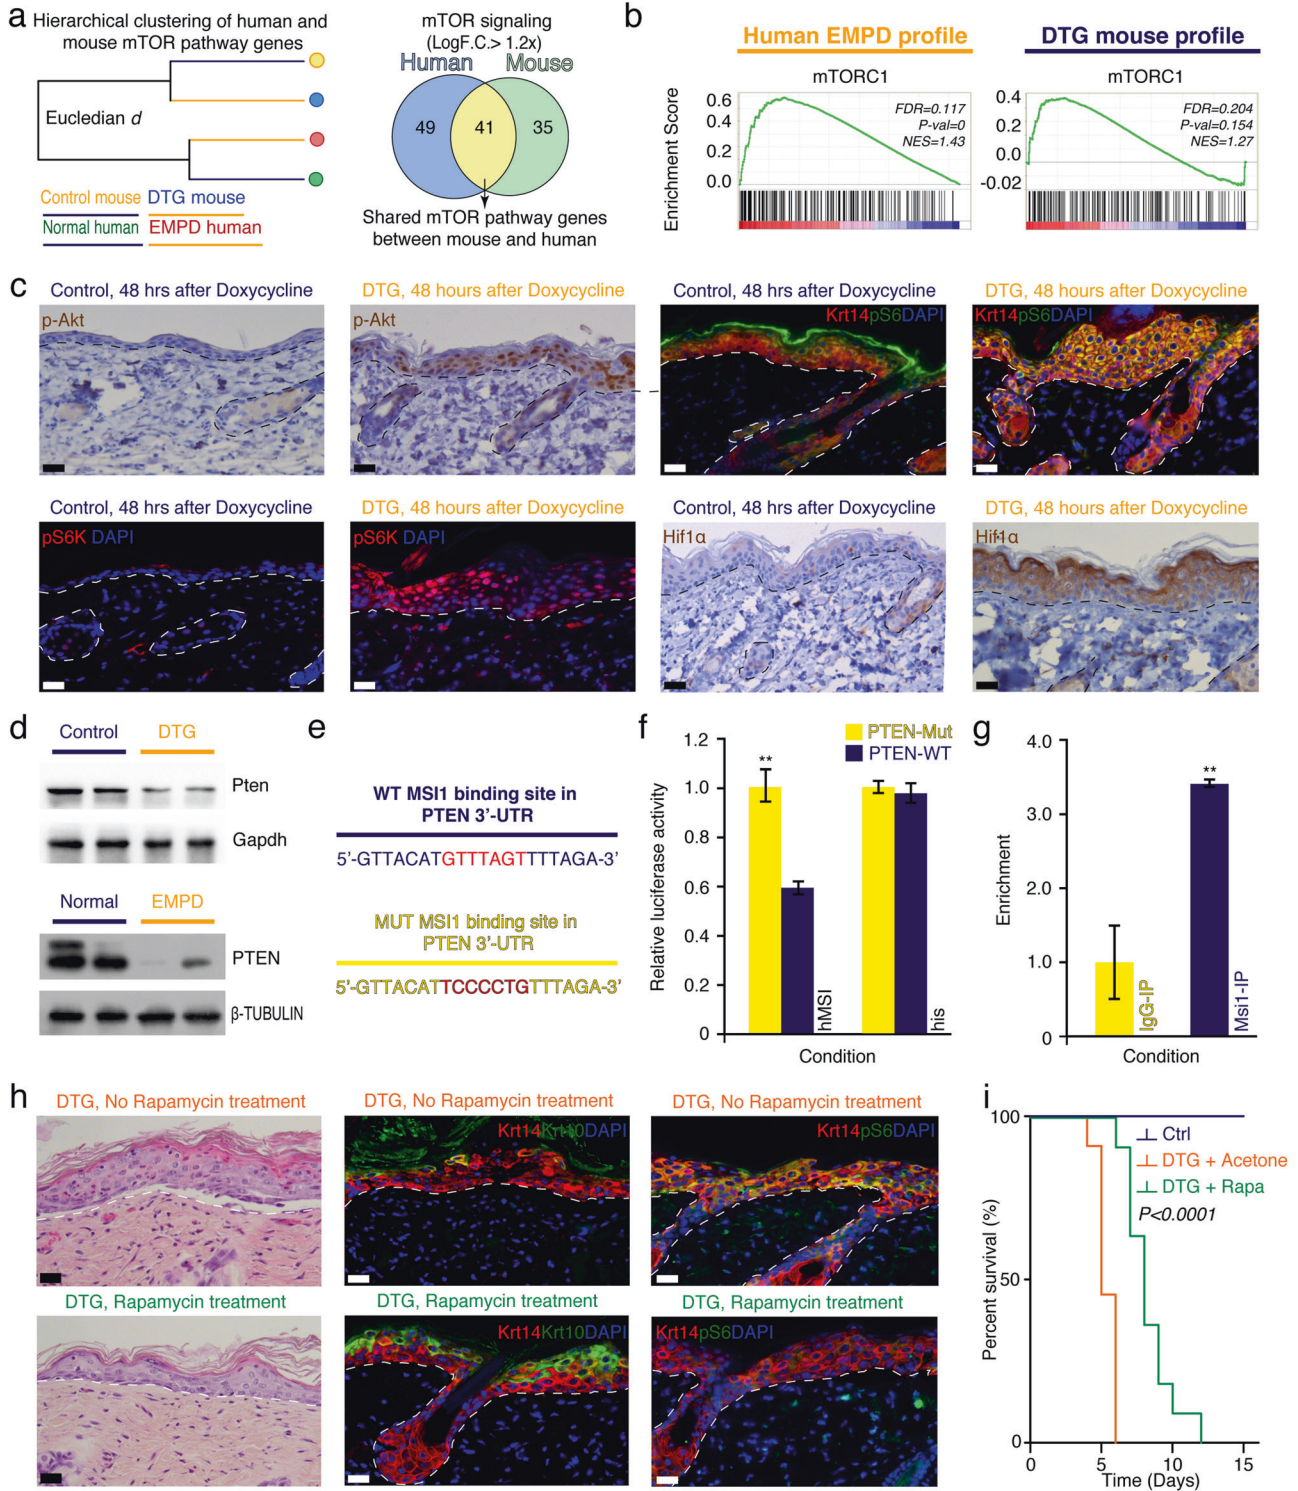 a
Hierarchical clustering of human and
mouse mTOR pathway genes
Eucledian d
Control mouse DTG mouse
Normal human EMPD human
mTOR signaling
(LogF.C.> 1.2x)
Human Mouse
49 41 35
Shared mTOR pathway genes
between mouse and human
b
Human EMPD profile
mTORC1
Enrichment Score
0.6
0.4
0.2
0.0
FDR=0.117
P-val=0
NES=1.43
DTG mouse profile
mTORC1
0.4
0.2
0.0
-0.02
FDR=0.204
P-val=0.154
NES=1.27
c
Control, 48 hrs after Doxycycline
p-Akt
DTG, 48 hours after Doxycycline
p-Akt
Control, 48 hrs after Doxycycline
Krt14pS6DAPI
DTG, 48 hours after Doxycycline
Krt14pS6DAPI
Control, 48 hrs after Doxycycline
pS6K DAPI
DTG, 48 hours after Doxycycline
pS6K DAPI
Control, 48 hrs after Doxycycline
Hif1α
DTG, 48 hours after Doxycycline
Hif1α
d
Control DTG
Pten
Gapdh
Normal EMPD
PTEN
β-TUBULIN
e
WT MSI1 binding site in
PTEN 3'-UTR
5'-GTTACATGTTTAGTTTTAGA-3'
MUT MSI1 binding site in
PTEN 3'-UTR
5'-GTTACATTCCCCTGTTTAGA-3'
f
PTEN-Mut
PTEN-WT
Relative luciferase activity
1.2
1.0
0.8
0.6
0.4
0.2
0
**
hMSI
his
Condition
g
Enrichment
4.0
3.0
2.0
1.0
0
**
IgG-IP
Msi1-IP
Condition
h
DTG, No Rapamycin treatment
DTG, No Rapamycin treatment
Krt14Krt10DAPI
DTG, No Rapamycin treatment
Krt14pS6DAPI
DTG, Rapamycin treatment
DTG, Rapamycin treatment
Krt14Krt10DAPI
DTG, Rapamycin treatment
Krt14pS6DAPI
i
Percent survival (%)
100
50
0
Ctrl
DTG + Acetone
DTG + Rapa
P<0.0001
0 5 10 15
Time (Days)